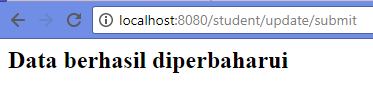 localhost:8080/student/update/submit
Data berhasil diperbaharui